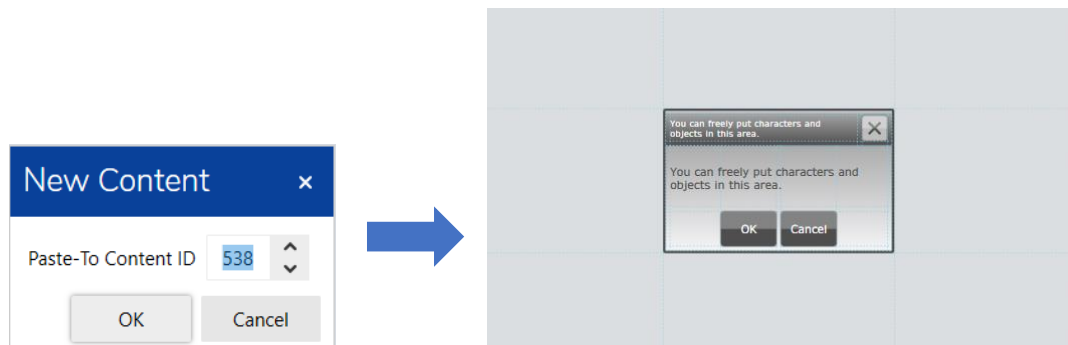 New Content
Paste-To Content ID 538
OK Cancel
You can freely put characters and
objects in this area.
You can freely put characters and
objects in this area.
OK Cancel